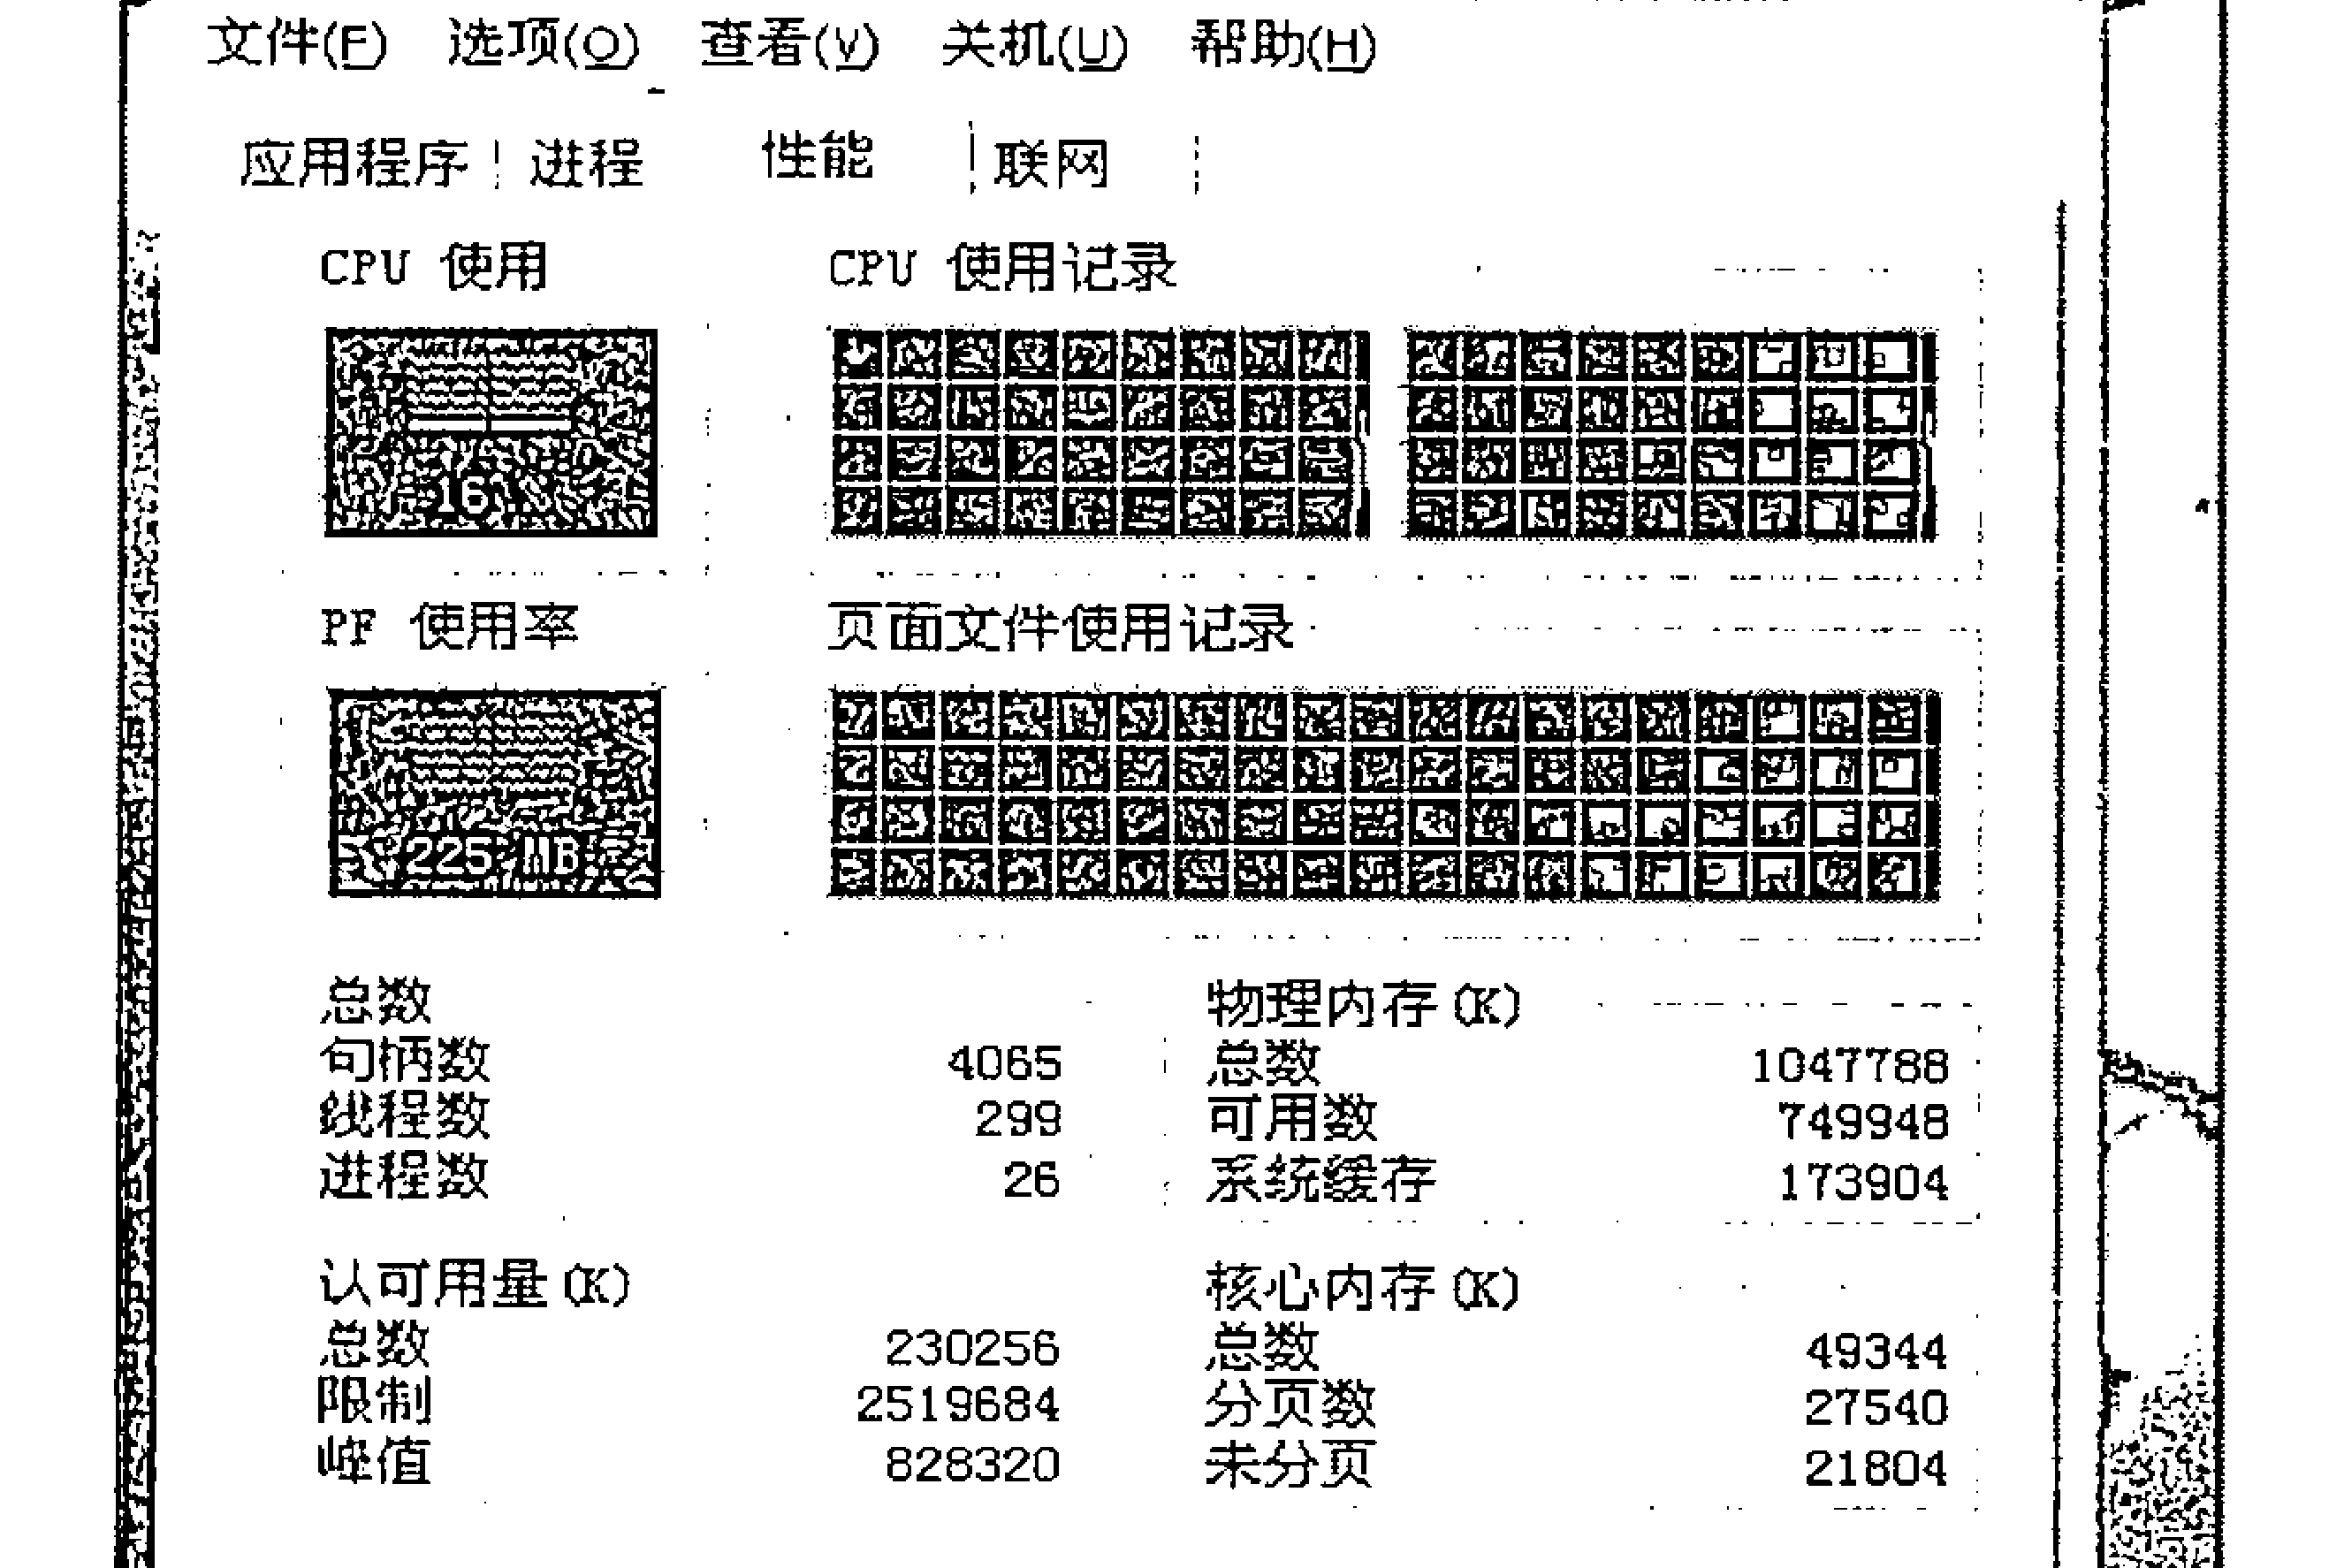 文件(F) 选项(O) 查看(V) 关机(U) 帮助(H)
应用程序 进程 性能 联网
CPU 使用 CPU 使用记录
16
PF 使用率 页面文件使用记录
225 MB
总数
句柄数 4065
线程数 299
进程数 26
物理内存(K)
总数 1047788
可用数 749948
系统缓存 173904
认可用量(K)
总数 230256
限制 2519684
峰值 828320
核心内存(K)
总数 49344
分页数 27540
未分页 21804